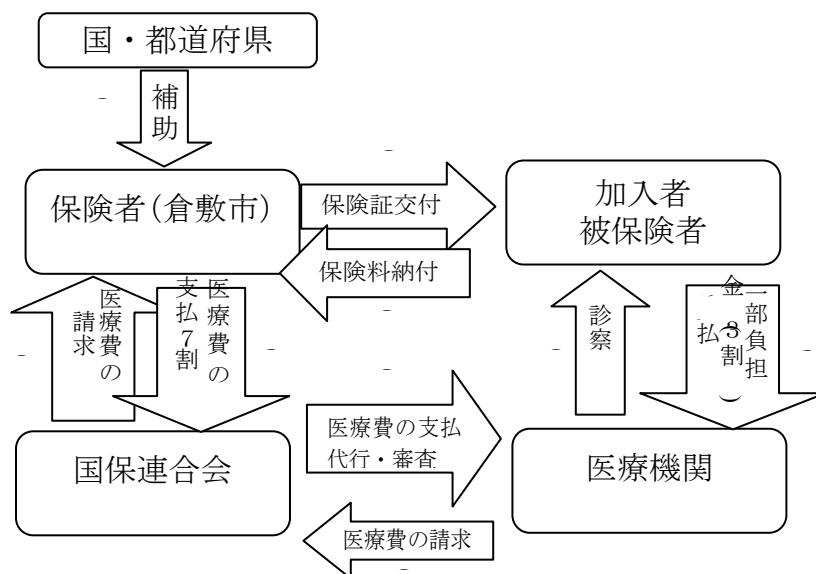 国・都道府県
補助
保険者(倉敷市)
保険証交付
加入者
被保険者
保険料納付
医療費の
請求
医療費の
支払7割
診察
一部負担
金(3割)
払
国保連合会
医療費の支払
代行・審査
医療機関
医療費の請求